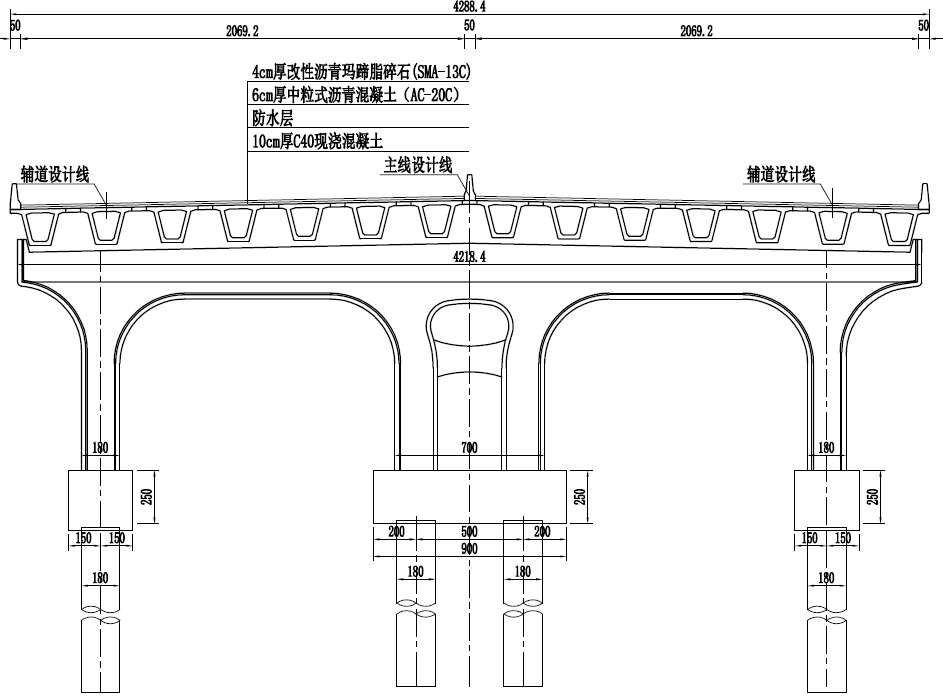 4288.4
50 2069.2 50 2069.2 50
4cm厚改性沥青玛蹄脂碎石(SMA-13C)
6cm厚中粒式沥青混凝土（AC-20C）
防水层
10cm厚C40现浇混凝土
主线设计线
辅道设计线 辅道设计线
4213.4
180 700 180
250 250 250
200 500 200
150 150 150 150
900
180 180 180 180